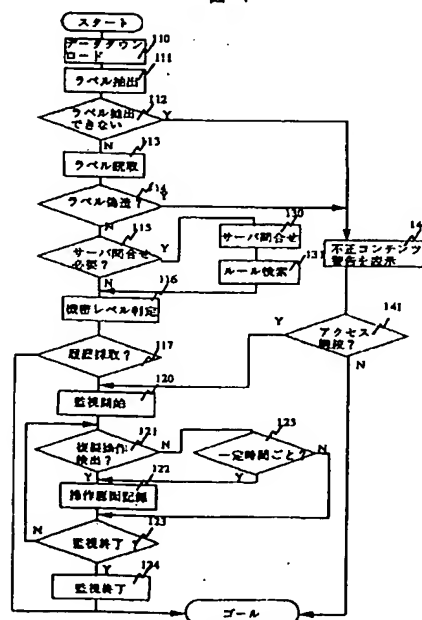 スタート
データダウン
ロード
110
ラベル抽出
111
ラベル抽出
できない
112
Y
N
ラベル読取
113
ラベル偽造?
114
Y
N
サーバ問合せ
必要?
115
Y
N
サーバ問合せ
130
ルール検索
131
機密レベル判定
116
不正コンテンツ
警告を表示
14
アクセス
継続?
141
Y
N
履歴採取?
117
監視開始
120
複製操作
検出?
121
N
Y
一定時間ごと?
125
N
Y
操作履歴記録
122
監視終了
123
N
Y
監視終了
124
ゴール